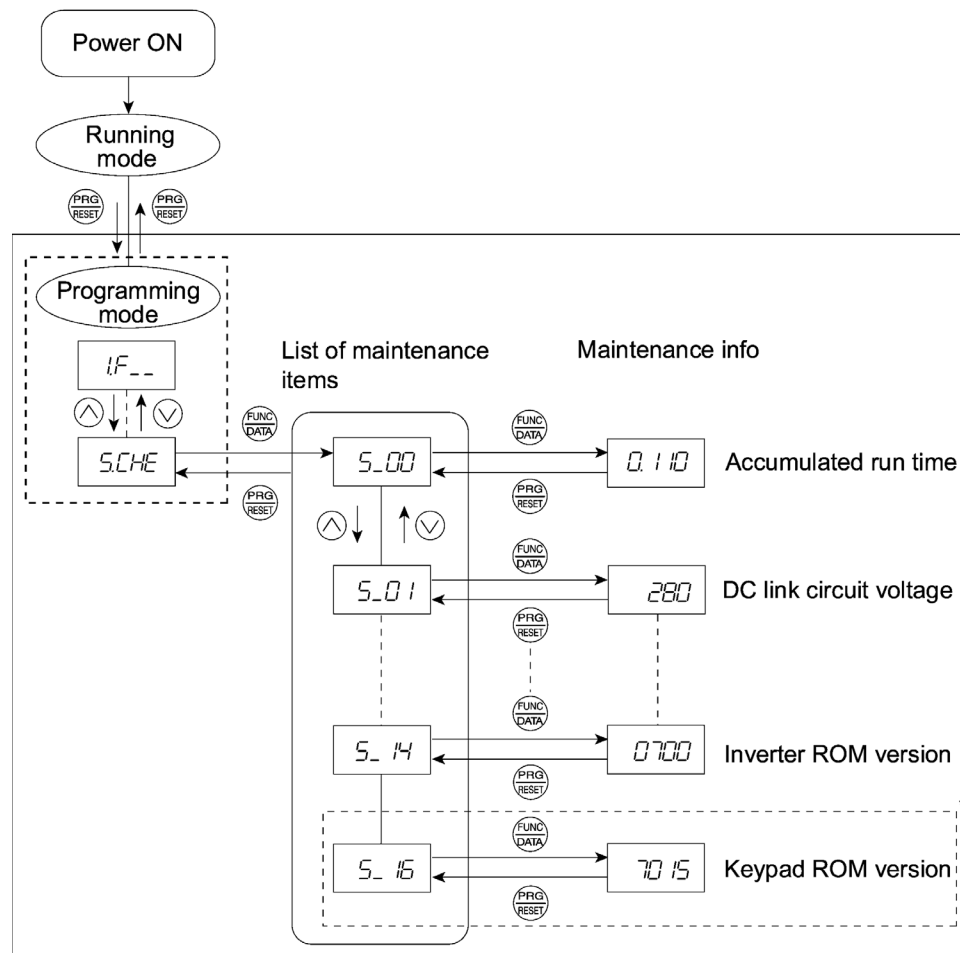 Power ON
Running
mode
PRG
RESET
PRG
RESET
Programming
mode
1.F_ _
List of maintenance
items
Maintenance info
FUNC
DATA
FUNC
DATA
5.CHE
5_00
0.110
Accumulated run time
PRG
RESET
PRG
RESET
FUNC
DATA
5_01
280
DC link circuit voltage
PRG
RESET
FUNC
DATA
5_14
0700
Inverter ROM version
PRG
RESET
FUNC
DATA
5_16
7015
Keypad ROM version
PRG
RESET